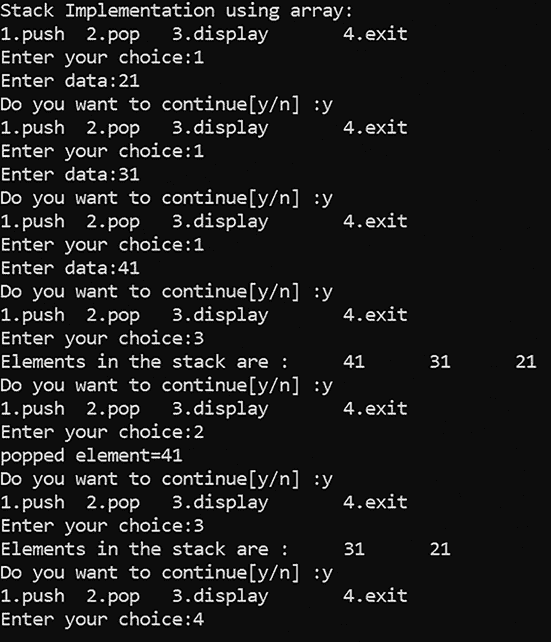 Stack Implementation using array:
1.push  2.pop   3.display       4.exit
Enter your choice:1
Enter data:21
Do you want to continue[y/n] :y
1.push  2.pop   3.display       4.exit
Enter your choice:1
Enter data:31
Do you want to continue[y/n] :y
1.push  2.pop   3.display       4.exit
Enter your choice:1
Enter data:41
Do you want to continue[y/n] :y
1.push  2.pop   3.display       4.exit
Enter your choice:3
Elements in the stack are :     41      31      21
Do you want to continue[y/n] :y
1.push  2.pop   3.display       4.exit
Enter your choice:2
popped element=41
Do you want to continue[y/n] :y
1.push  2.pop   3.display       4.exit
Enter your choice:3
Elements in the stack are :     31      21
Do you want to continue[y/n] :y
1.push  2.pop   3.display       4.exit
Enter your choice:4